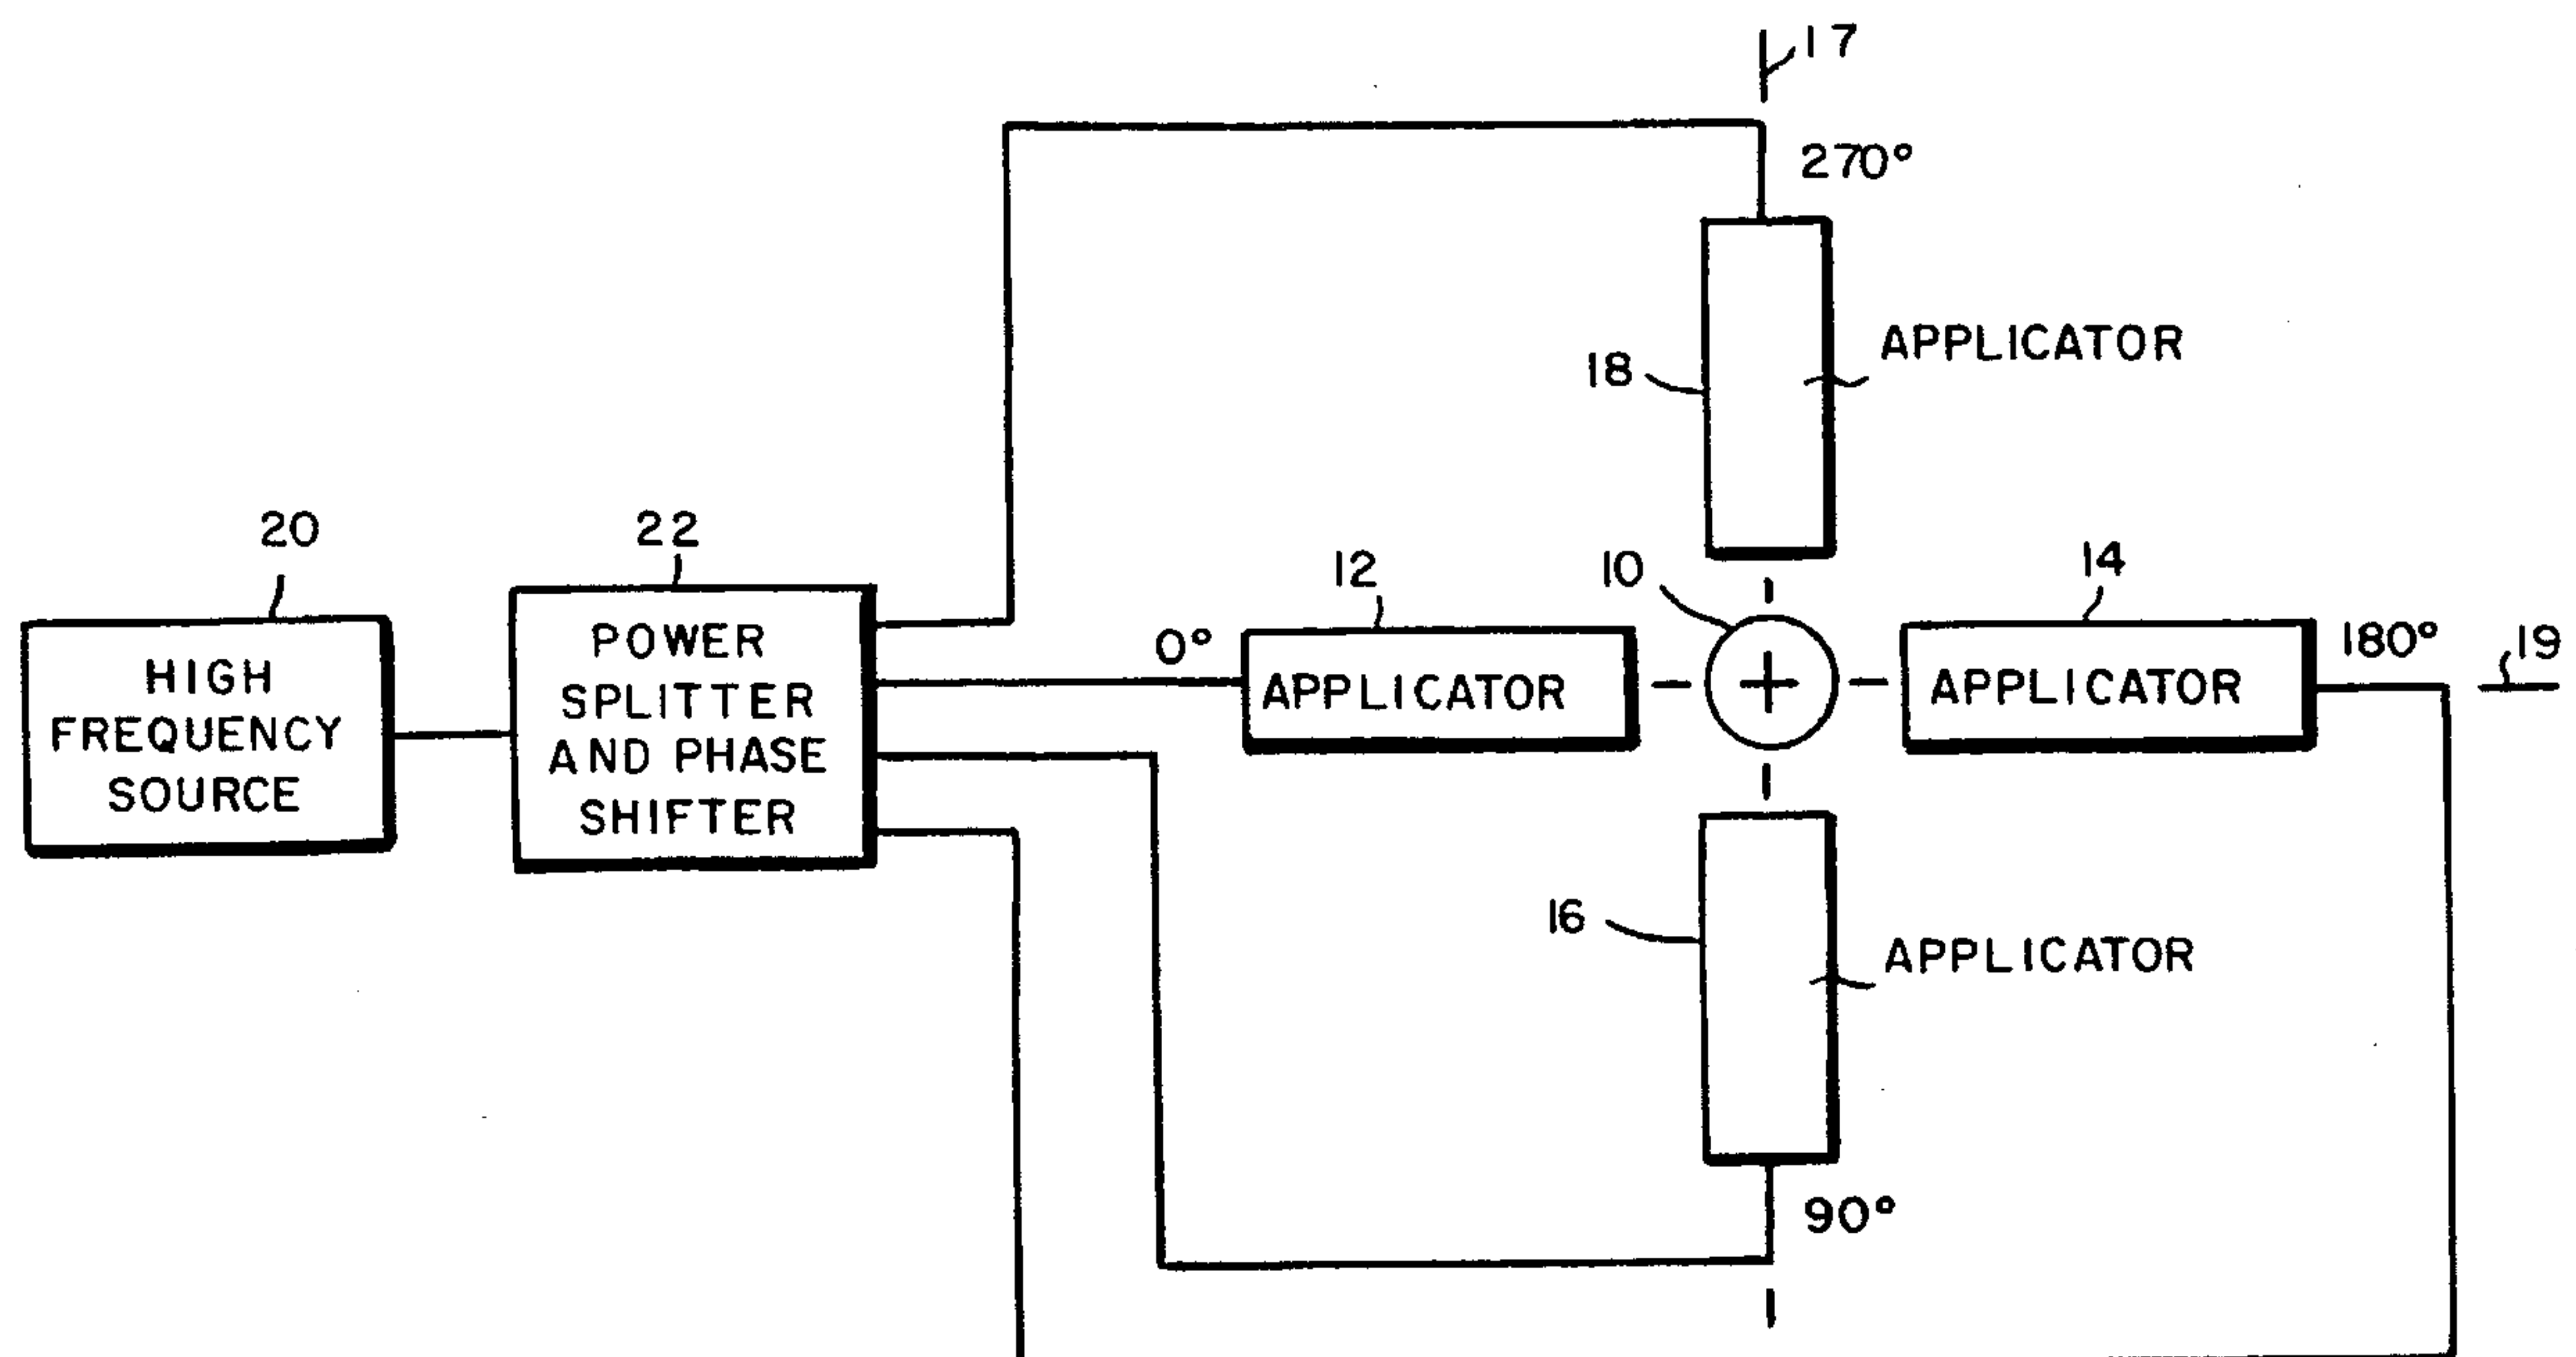 17
270°
18
APPLICATOR
20
22
12
10
14
HIGH
FREQUENCY
SOURCE
POWER
SPLITTER
AND PHASE
SHIFTER
0°
APPLICATOR
APPLICATOR
180°
19
16
APPLICATOR
90°